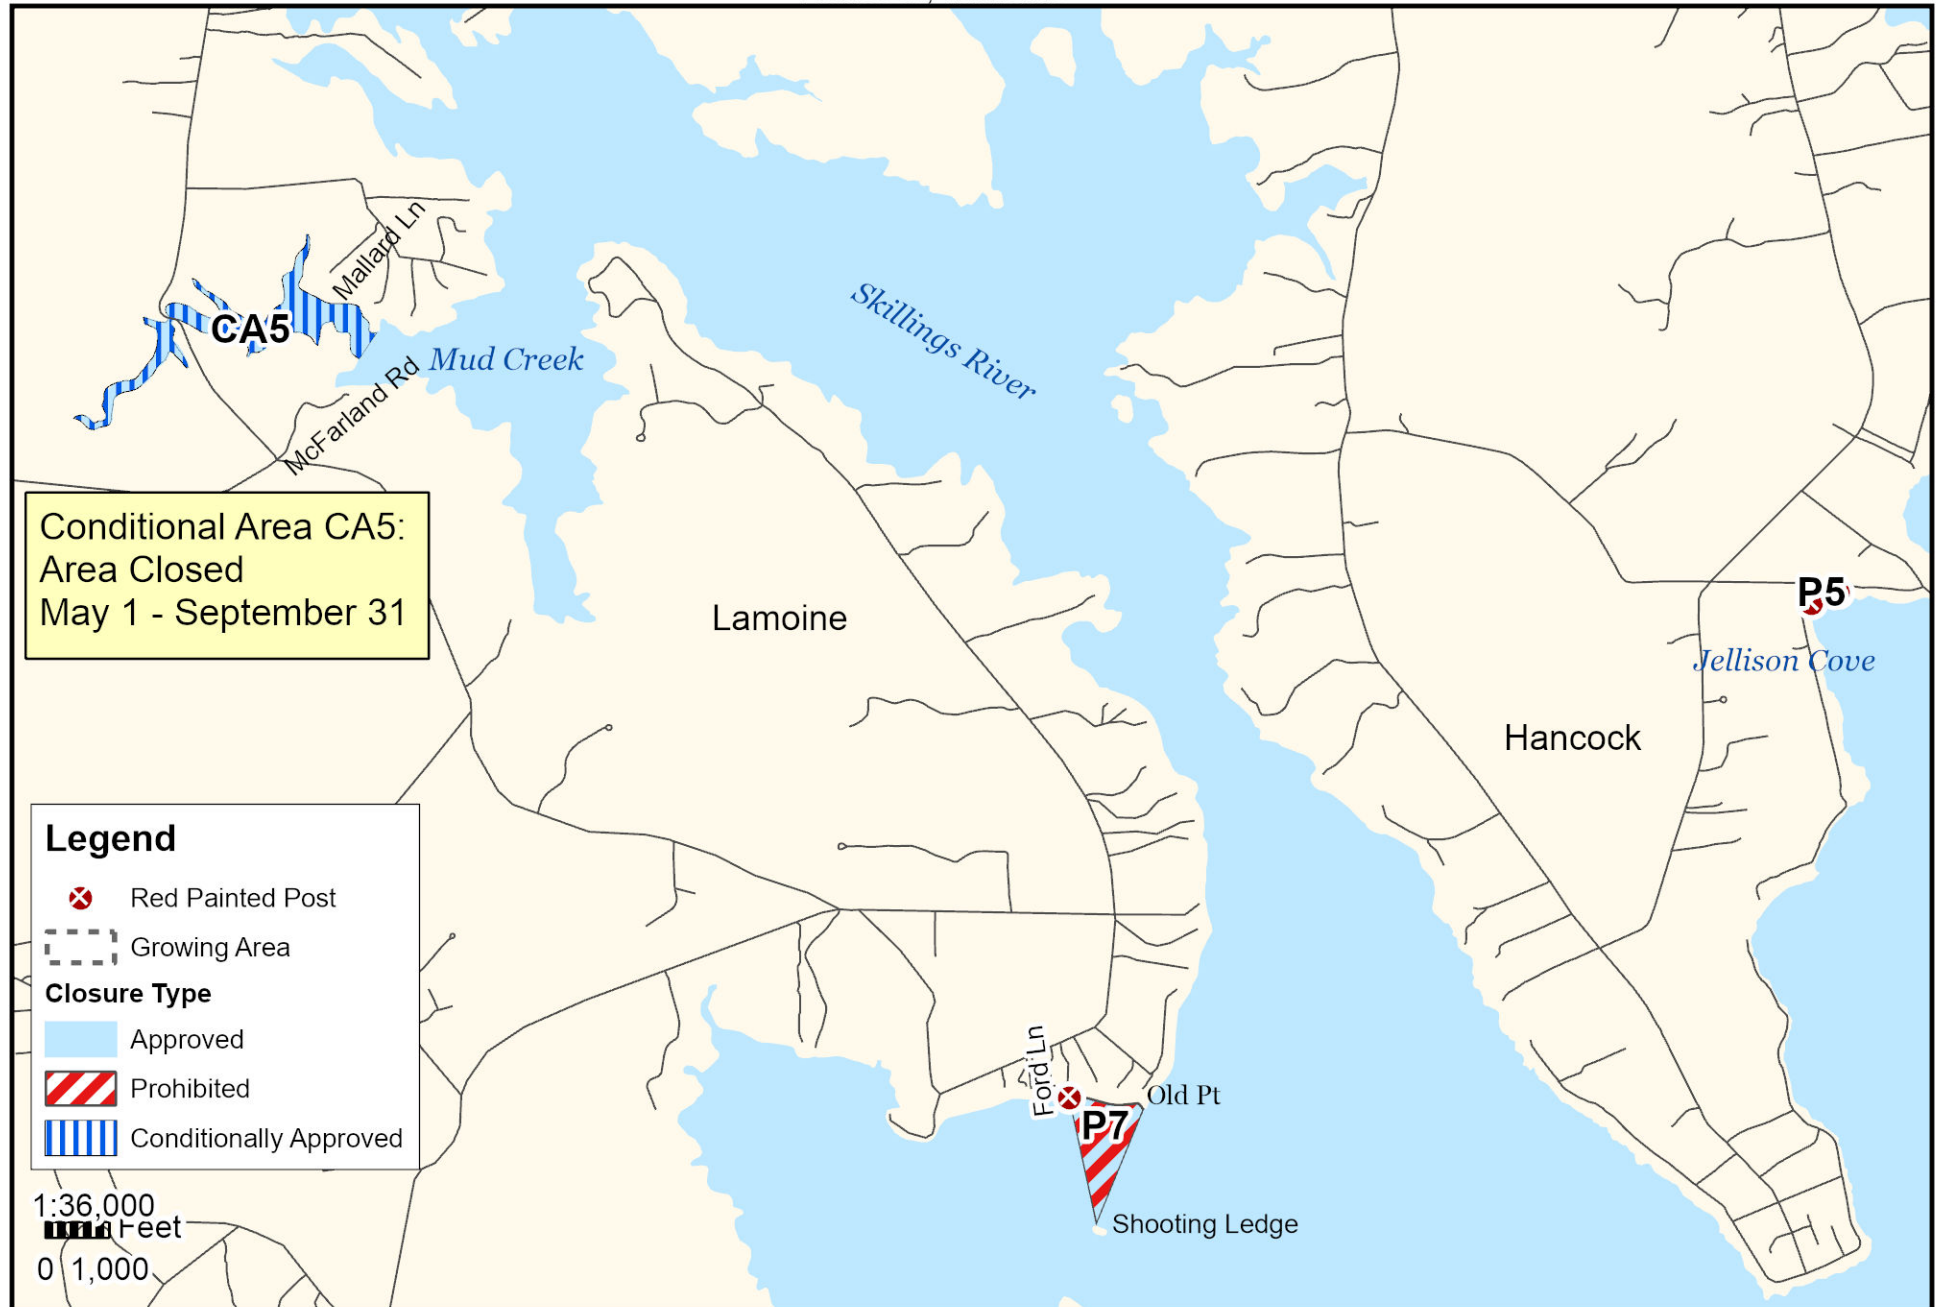 Mallard Ln
CA5
Skillings River
Mud Creek
McFarland Rd
Conditional Area CA5:
Area Closed
May 1 - September 31
Lamoine
P5
Jellison Cove
Hancock
Legend
Red Painted Post
Growing Area
Closure Type
Approved
Prohibited
Conditionally Approved
Ford Ln
Old Pt
P7
Shooting Ledge
1:36,000
Feet
0 1,000